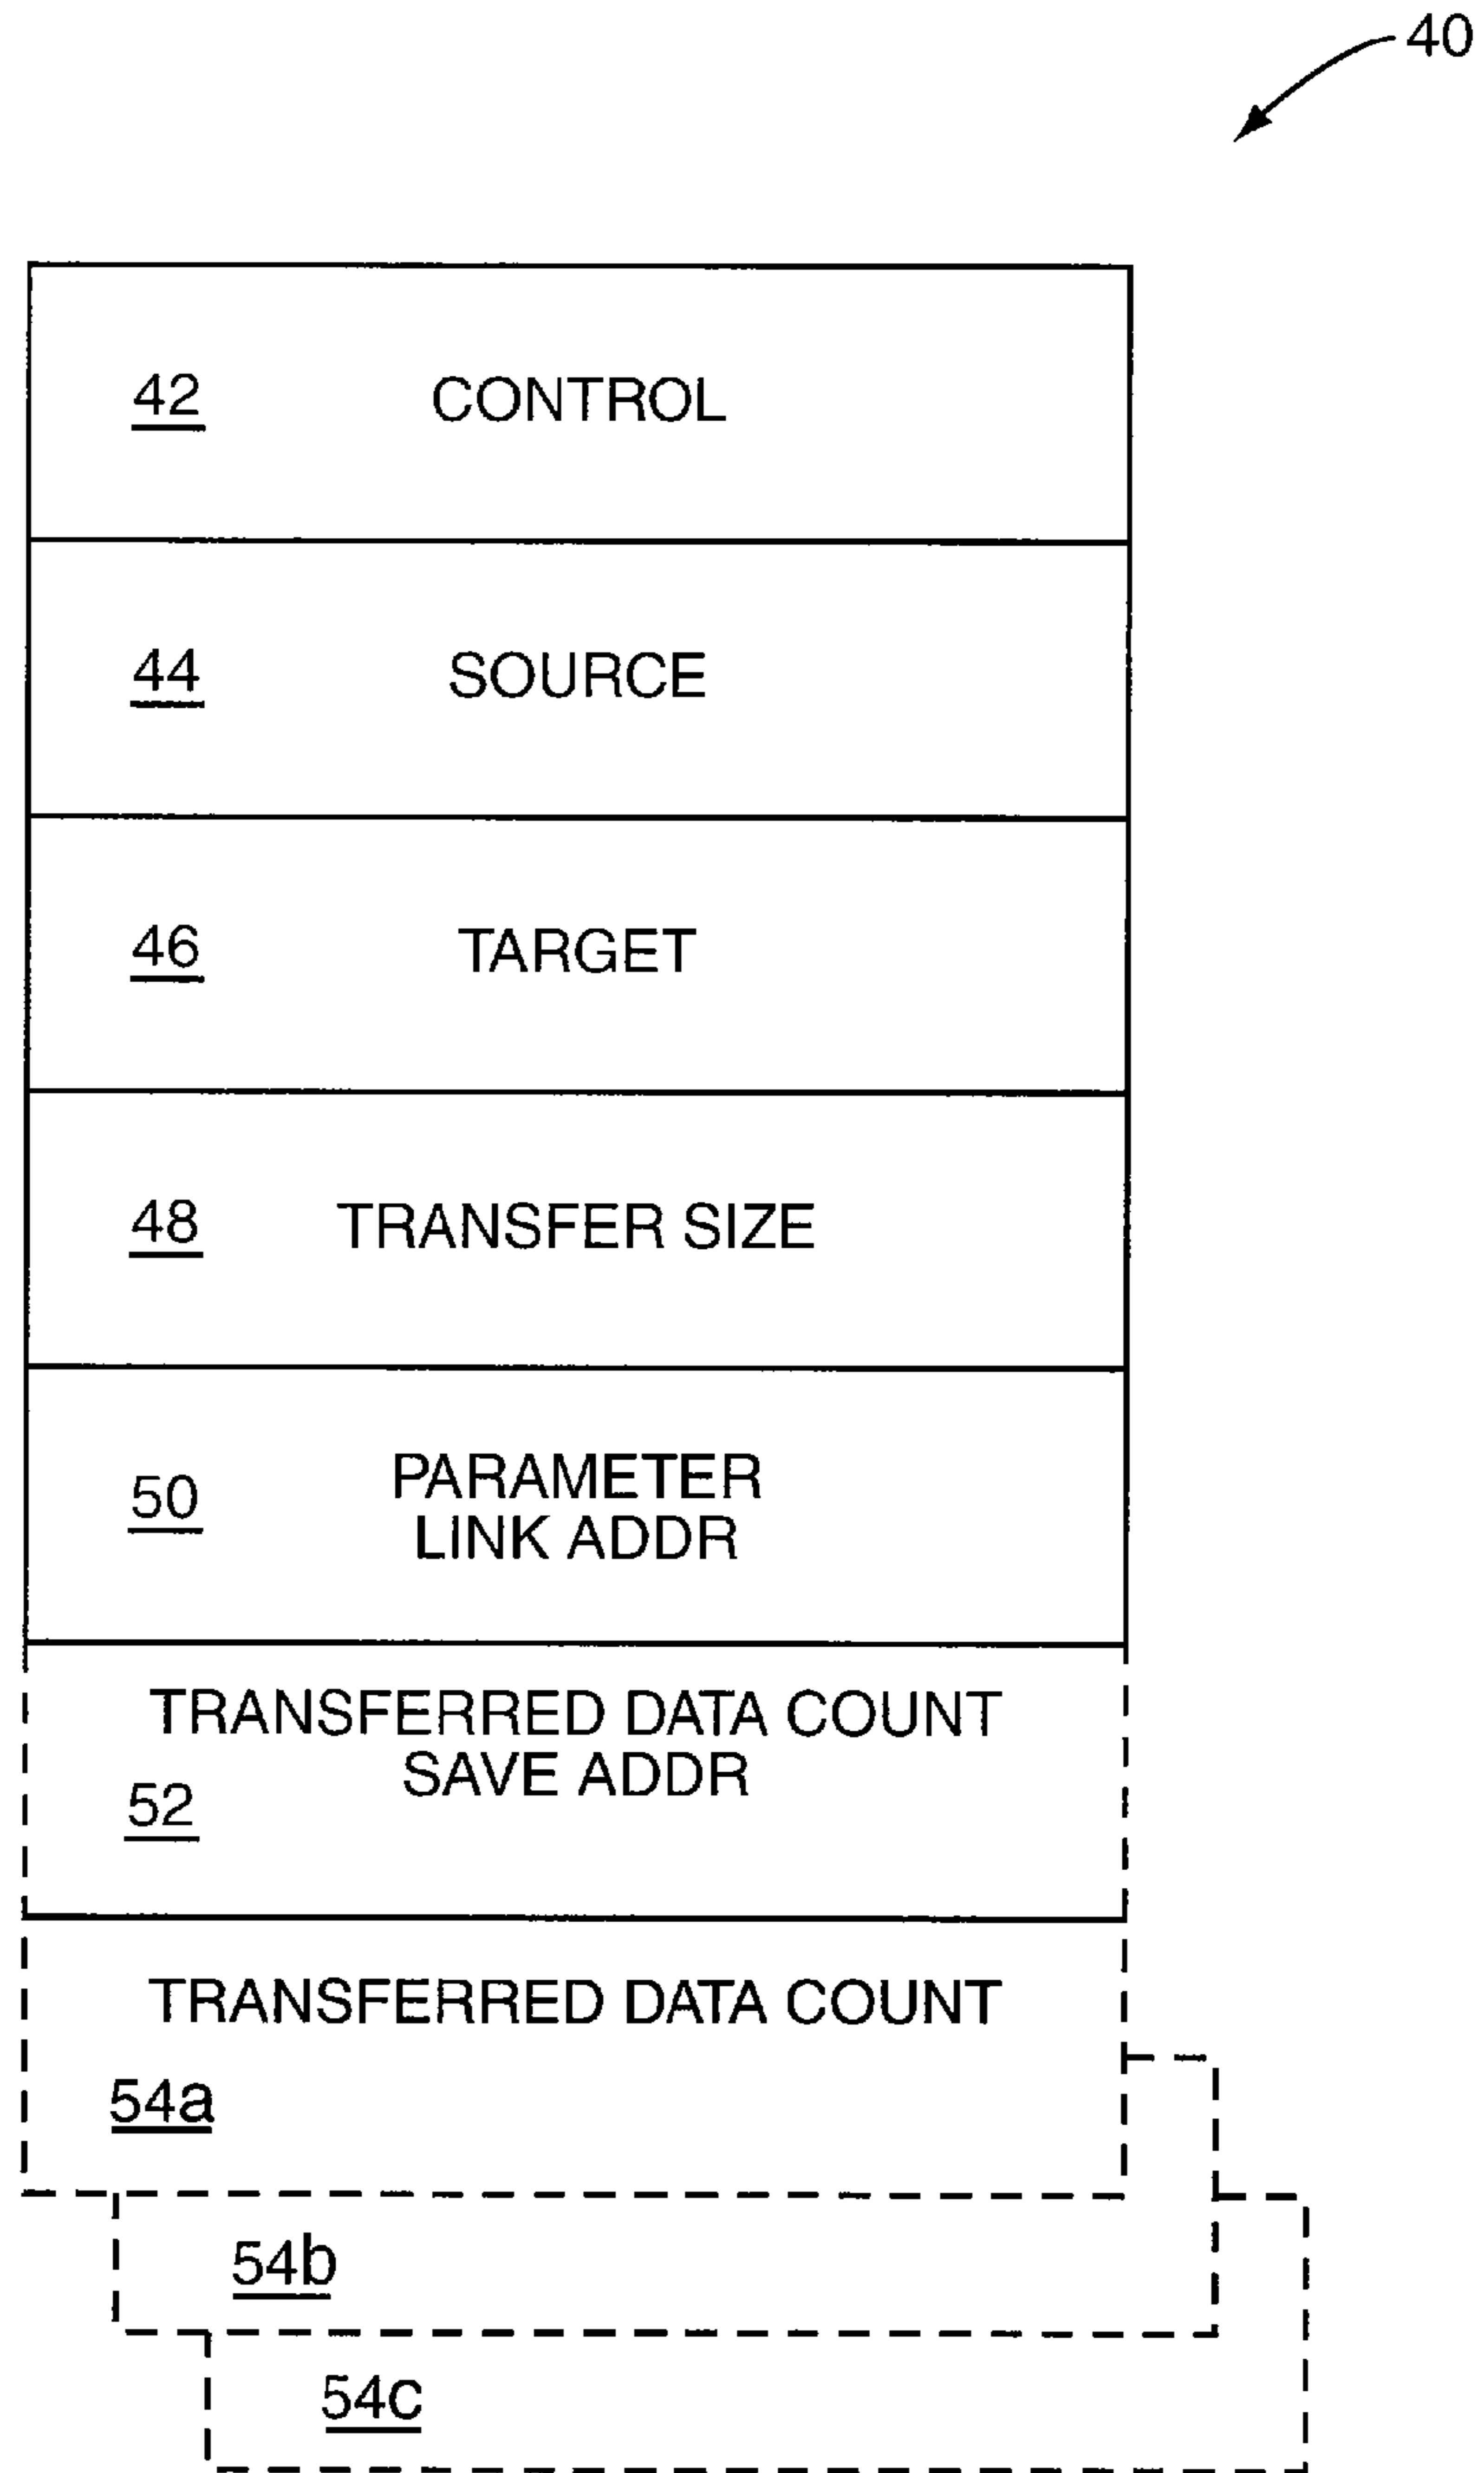 40
42 CONTROL
44 SOURCE
46 TARGET
48 TRANSFER SIZE
50 PARAMETER
LINK ADDR
TRANSFERRED DATA COUNT
SAVE ADDR
52
TRANSFERRED DATA COUNT
54a
54b
54c